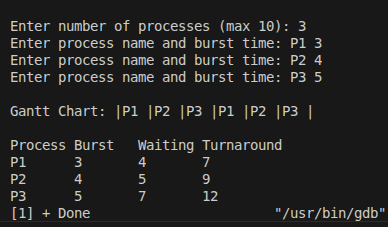 Enter number of processes (max 10): 3
Enter process name and burst time: P1 3
Enter process name and burst time: P2 4
Enter process name and burst time: P3 5
Gantt Chart: |P1 |P2 |P3 |P1 |P2 |P3 |
Process Burst   Waiting Turnaround
P1      3       4       7
P2      4       5       9
P3      5       7       12
[1] + Done                       "/usr/bin/gdb"